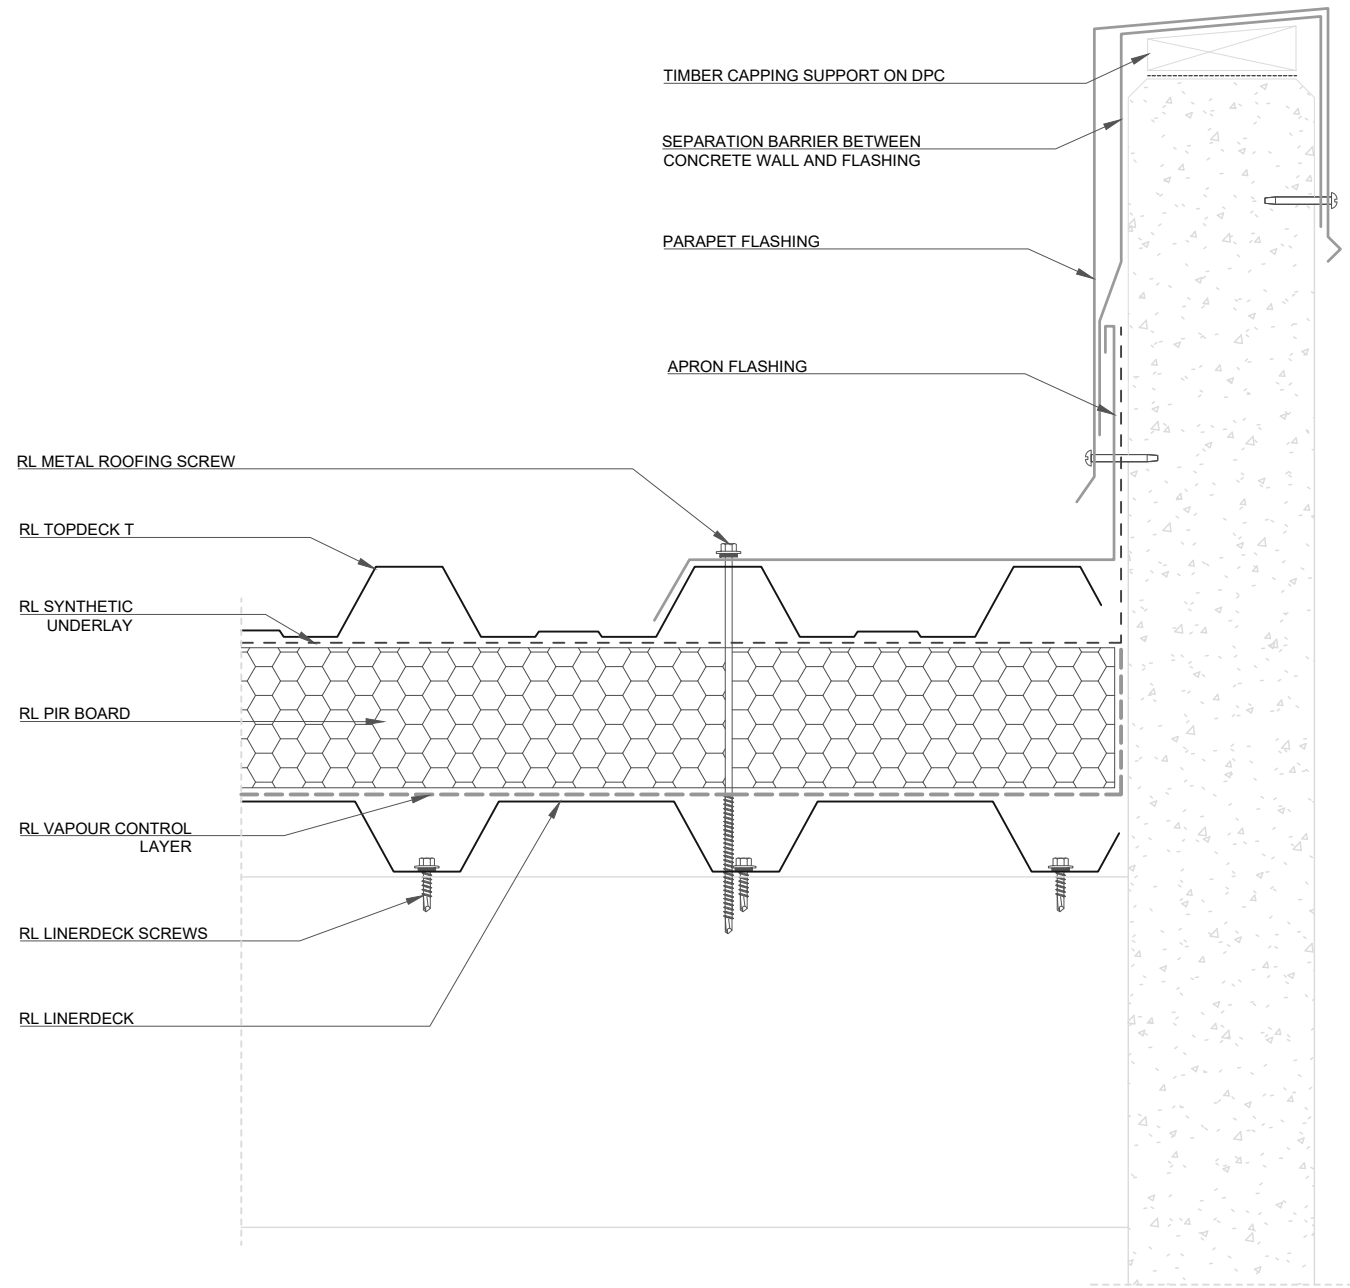 TIMBER CAPPING SUPPORT ON DPC
SEPARATION BARRIER BETWEEN
CONCRETE WALL AND FLASHING
PARAPET FLASHING
APRON FLASHING
RL METAL ROOFING SCREW
RL TOPDECK T
RL SYNTHETIC
UNDERLAY
RL PIR BOARD
RL VAPOUR CONTROL
LAYER
RL LINERDECK SCREWS
RL LINERDECK